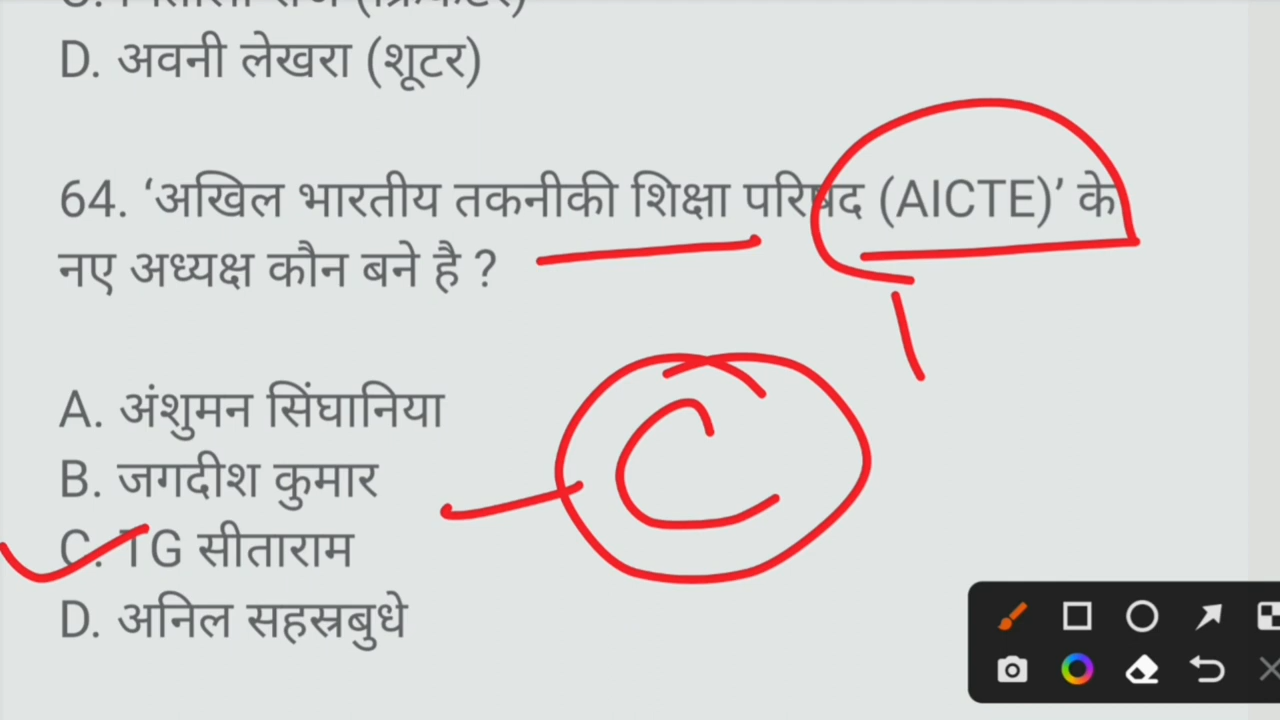 D. अवनी लेखरा (शूटर)
64. ‘अखिल भारतीय तकनीकी शिक्षा परिषद (AICTE)’ के
नए अध्यक्ष कौन बने है ?
A. अंशुमन सिंघानिया
B. जगदीश कुमार
C
C. TG सीताराम
D. अनिल सहस्रबुधे